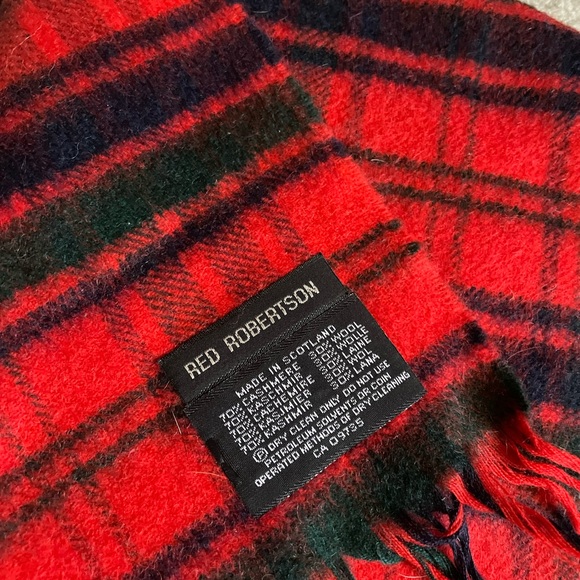 RED ROBERTSON
MADE IN SCOTLAND
70% CASHMERE 30% WOOL
70% KASCHMIR 30% WOLLE
70% CACHEMIRE 30% LAINE
70% KASJMIER 30% WOL
70% KASHMIR 30% LANA
Ⓟ DRY CLEAN ONLY DO NOT USE
PETROLEUM SOLVENTS OR COIN
OPERATED METHODS OF DRY CLEANING
CA 09735